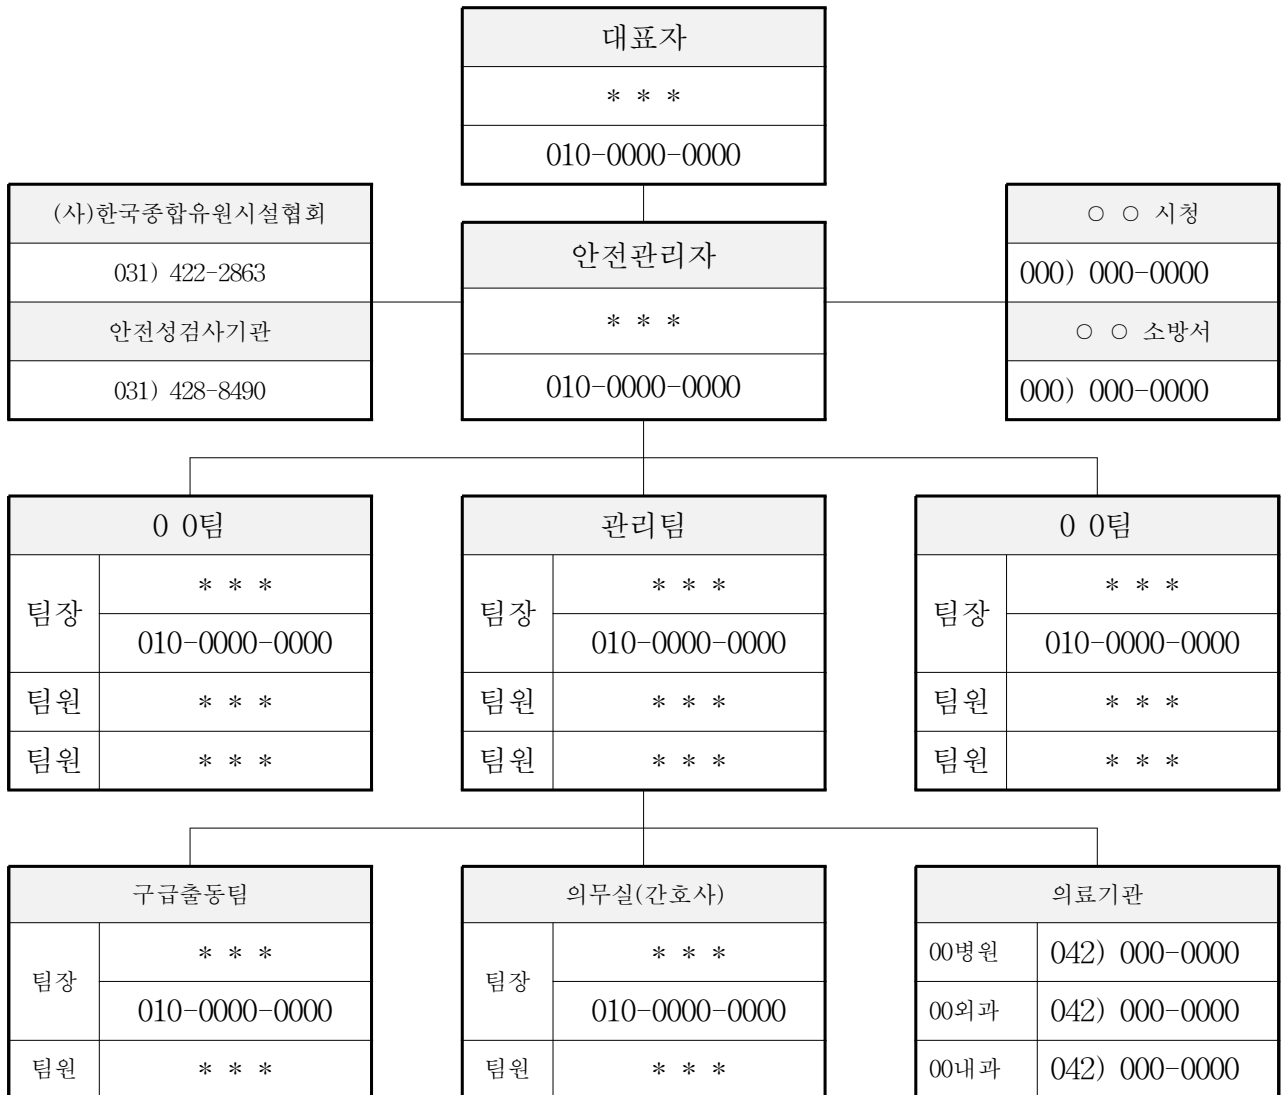 대표자
* * *
010-0000-0000
(사)한국종합유원시설협회
031) 422-2863
안전성검사기관
031) 428-8490
안전관리자
* * *
010-0000-0000
○ ○ 시청
000) 000-0000
○ ○ 소방서
000) 000-0000
0 0팀
팀장
* * *
010-0000-0000
팀원 * * *
팀원 * * *
관리팀
팀장
* * *
010-0000-0000
팀원 * * *
팀원 * * *
0 0팀
팀장
* * *
010-0000-0000
팀원 * * *
팀원 * * *
구급출동팀
팀장
* * *
010-0000-0000
팀원 * * *
의무실(간호사)
팀장
* * *
010-0000-0000
팀원 * * *
의료기관
00병원 042) 000-0000
00외과 042) 000-0000
00내과 042) 000-0000